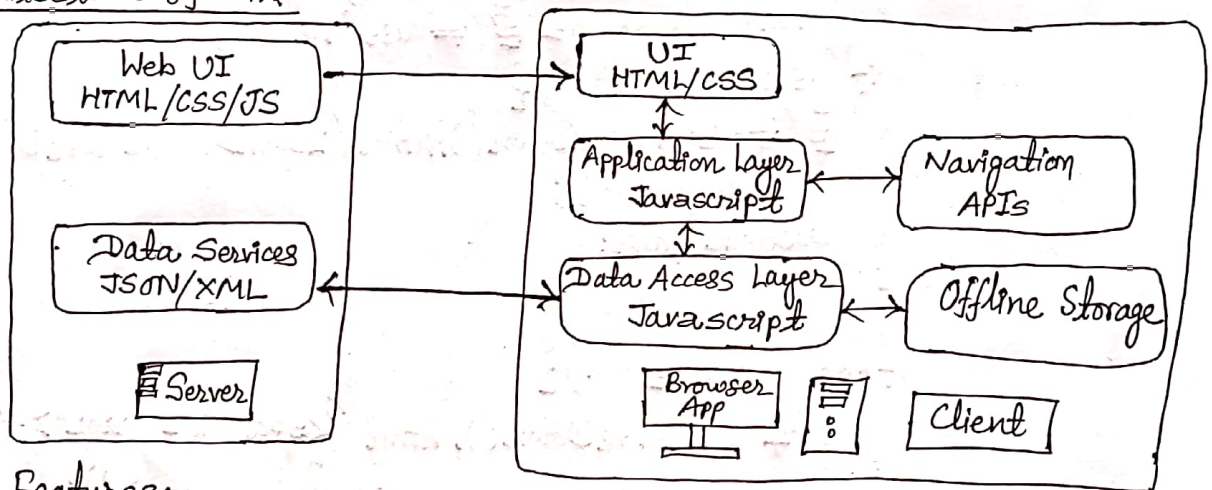 Web UI
HTML/CSS/JS
Data Services
JSON/XML
Server
UI
HTML/CSS
Application Layer
Javascript
Navigation
APIs
Data Access Layer
Javascript
Offline Storage
Browser
App
Client
Features: